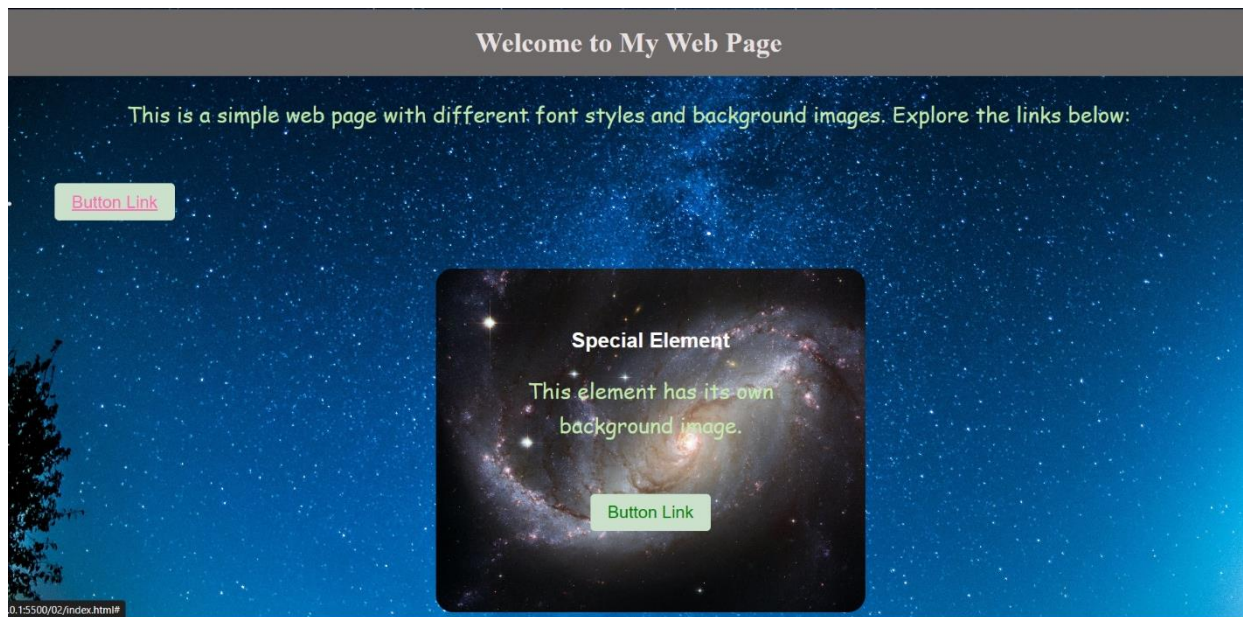 Welcome to My Web Page
This is a simple web page with different font styles and background images. Explore the links below:
Button Link
Special Element
This element has its own
background image.
Button Link
.0.1:5500/02/index.html#